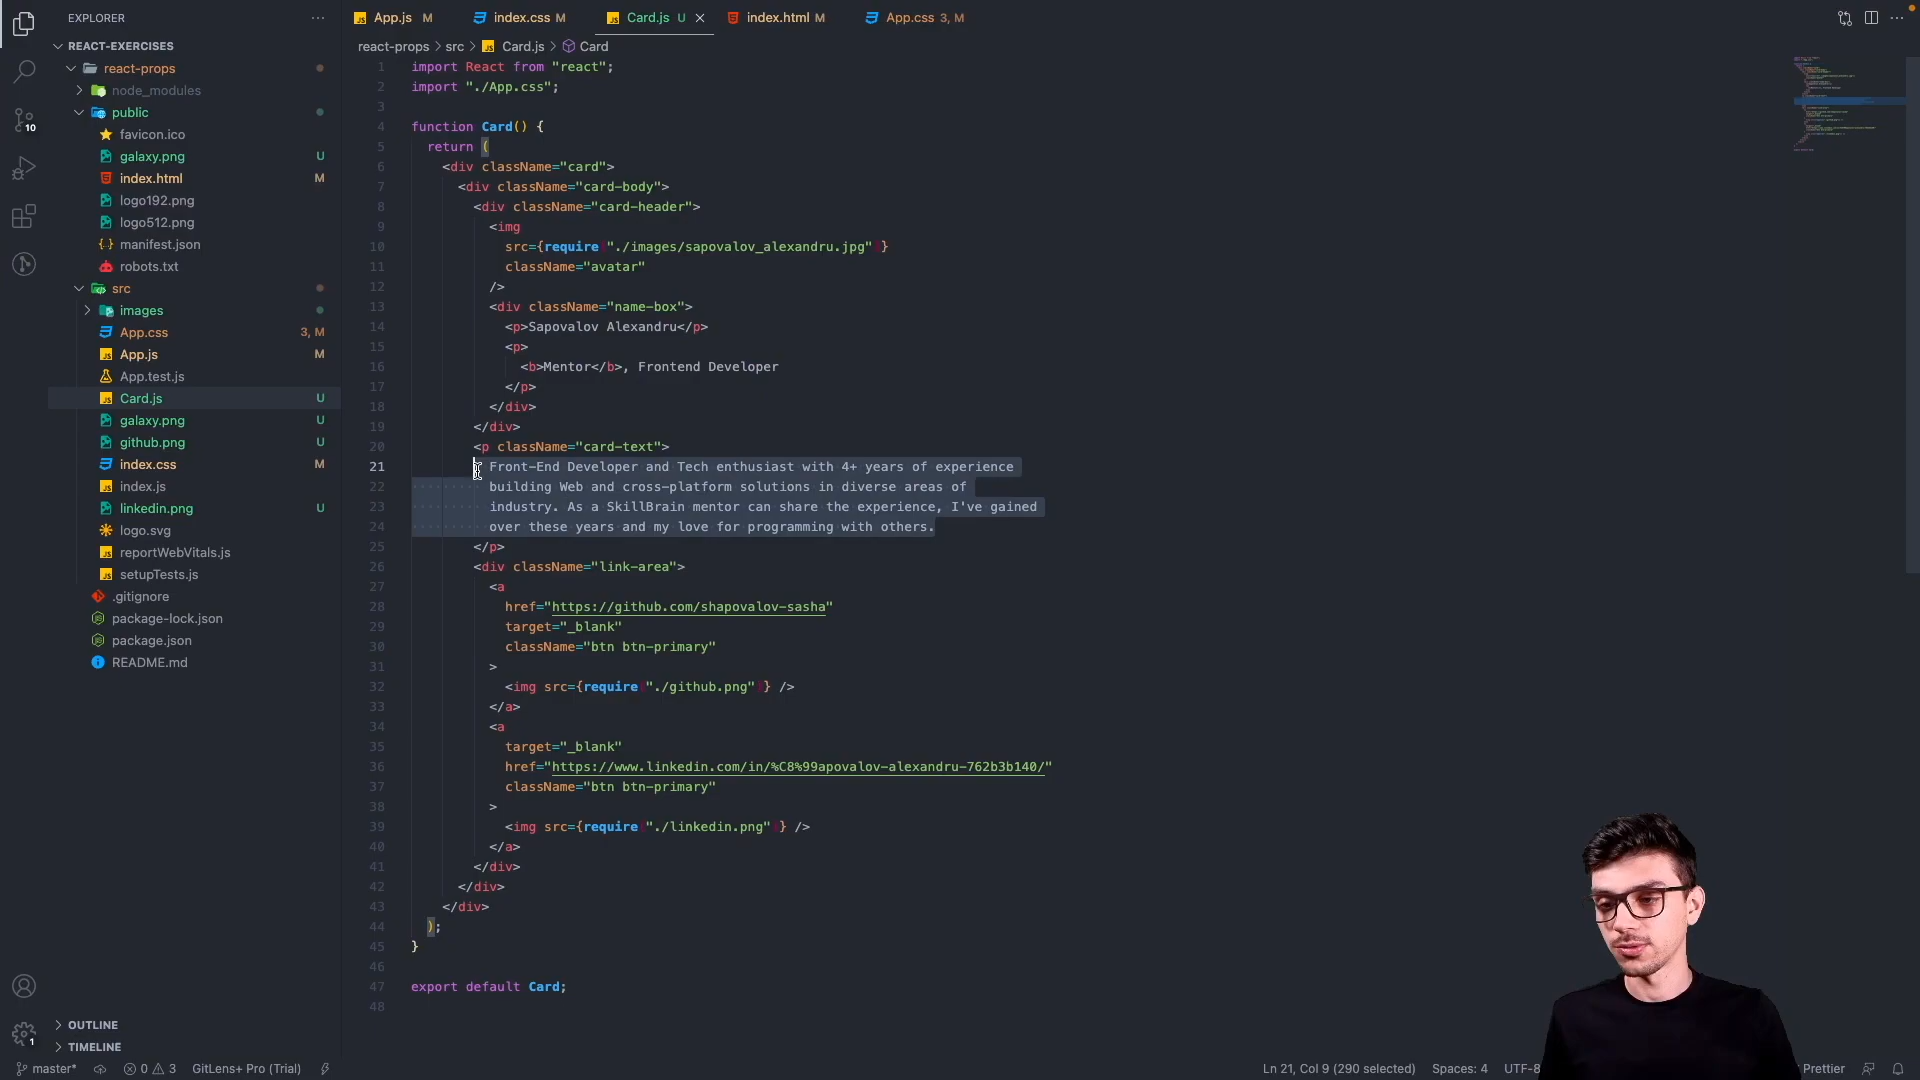 EXPLORER
App.js M
index.css M
Card.js U
index.html M
App.css 3, M
REACT-EXERCISES
react-props
node_modules
public
favicon.ico
galaxy.png U
index.html M
logo192.png
logo512.png
manifest.json
robots.txt
src
images
App.css 3, M
App.js M
App.test.js
Card.js U
galaxy.png U
github.png U
index.css M
index.js
linkedin.png U
logo.svg
reportWebVitals.js
setupTests.js
.gitignore
package-lock.json
package.json
README.md
OUTLINE
TIMELINE
10
1
react-props > src > Card.js > Card
1 import React from "react";
2 import "./App.css";
3
4 function Card() {
5 return (
6 <div className="card">
7 <div className="card-body">
8 <div className="card-header">
9 <img
10 src={require "./images/sapovalov_alexandru.jpg" }
11 className="avatar"
12 />
13 <div className="name-box">
14 <p>Sapovalov Alexandru</p>
15 <p>
16 <b>Mentor</b>, Frontend Developer
17 </p>
18 </div>
19 </div>
20 <p className="card-text">
21 Front-End Developer and Tech enthusiast with 4+ years of experience
22 building Web and cross-platform solutions in diverse areas of
23 industry. As a SkillBrain mentor can share the experience, I've gained
24 over these years and my love for programming with others.
25 </p>
26 <div className="link-area">
27 <a
28 href="https://github.com/shapovalov-sasha"
29 target="_blank"
30 className="btn btn-primary"
31 >
32 <img src={require "./github.png" } />
33 </a>
34 <a
35 target="_blank"
36 href="https://www.linkedin.com/in/%C8%99apovalov-alexandru-762b3b140/"
37 className="btn btn-primary"
38 >
39 <img src={require "./linkedin.png" } />
40 </a>
41 </div>
42 </div>
43 </div>
44 );
45 }
46
47 export default Card;
48
master* 0 3 GitLens+ Pro (Trial)
Ln 21, Col 9 (290 selected) Spaces: 4 UTF-8 Prettier